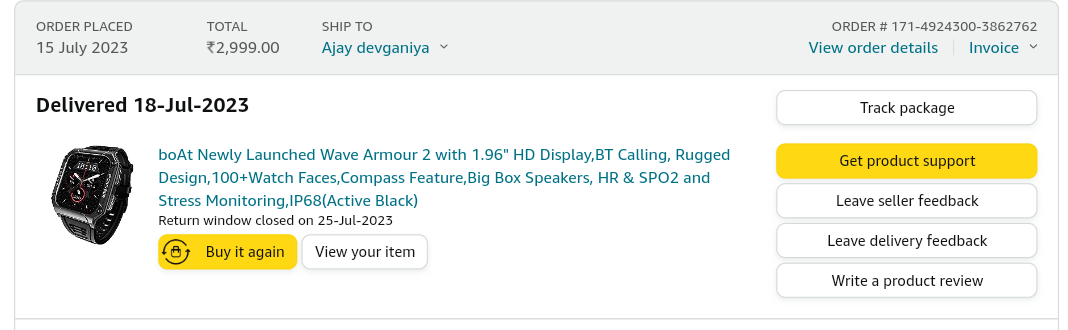 ORDER PLACED
15 July 2023
TOTAL
₹2,999.00
SHIP TO
Ajay devganiya
ORDER # 171-4924300-3862762
View order details
Invoice
Delivered 18-Jul-2023
boAt Newly Launched Wave Armour 2 with 1.96" HD Display,BT Calling, Rugged
Design,100+Watch Faces,Compass Feature,Big Box Speakers, HR & SPO2 and
Stress Monitoring,IP68(Active Black)
Return window closed on 25-Jul-2023
Buy it again
View your item
Track package
Get product support
Leave seller feedback
Leave delivery feedback
Write a product review